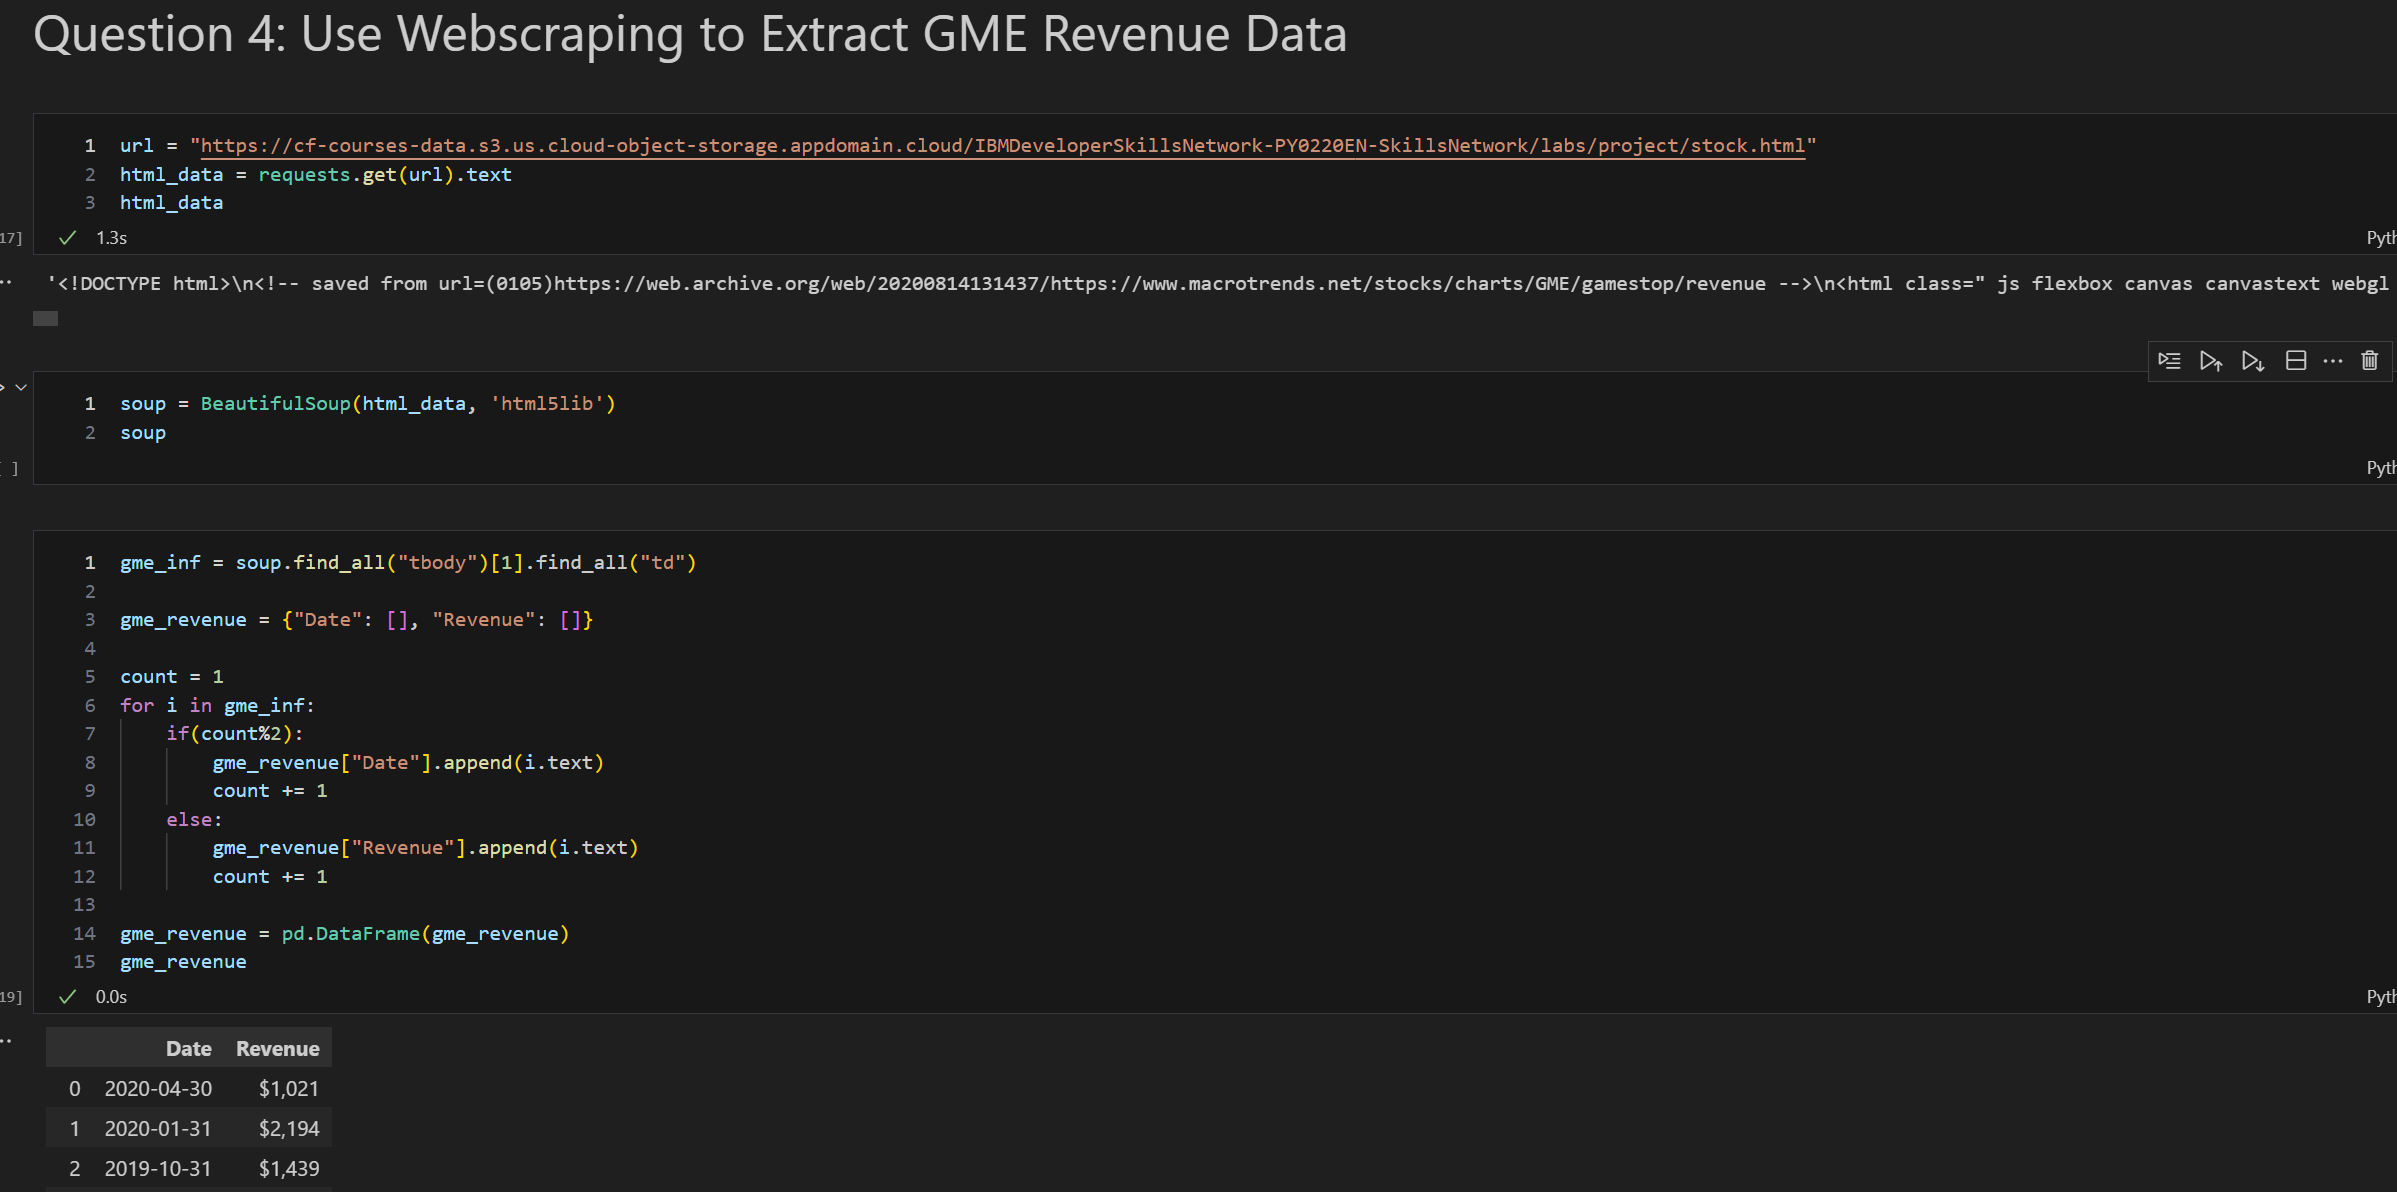 Question 4: Use Webscraping to Extract GME Revenue Data
1 url = "https://cf-courses-data.s3.us.cloud-object-storage.appdomain.cloud/IBMDeveloperSkillsNetwork-PY0220EN-SkillsNetwork/labs/project/stock.html"
2 html_data = requests.get(url).text
3 html_data
17] 1.3s Pyth
'<!DOCTYPE html>\n<!-- saved from url=(0105)https://web.archive.org/web/20200814131437/https://www.macrotrends.net/stocks/charts/GME/gamestop/revenue -->\n<html class=" js flexbox canvas canvastext webgl
1 soup = BeautifulSoup(html_data, 'html5lib')
2 soup
[ ] Pyth
1 gme_inf = soup.find_all("tbody")[1].find_all("td")
2
3 gme_revenue = {"Date": [], "Revenue": []}
4
5 count = 1
6 for i in gme_inf:
7     if(count%2):
8         gme_revenue["Date"].append(i.text)
9         count += 1
10     else:
11         gme_revenue["Revenue"].append(i.text)
12         count += 1
13
14 gme_revenue = pd.DataFrame(gme_revenue)
15 gme_revenue
19] 0.0s Pyth
Date Revenue
0 2020-04-30 $1,021
1 2020-01-31 $2,194
2 2019-10-31 $1,439